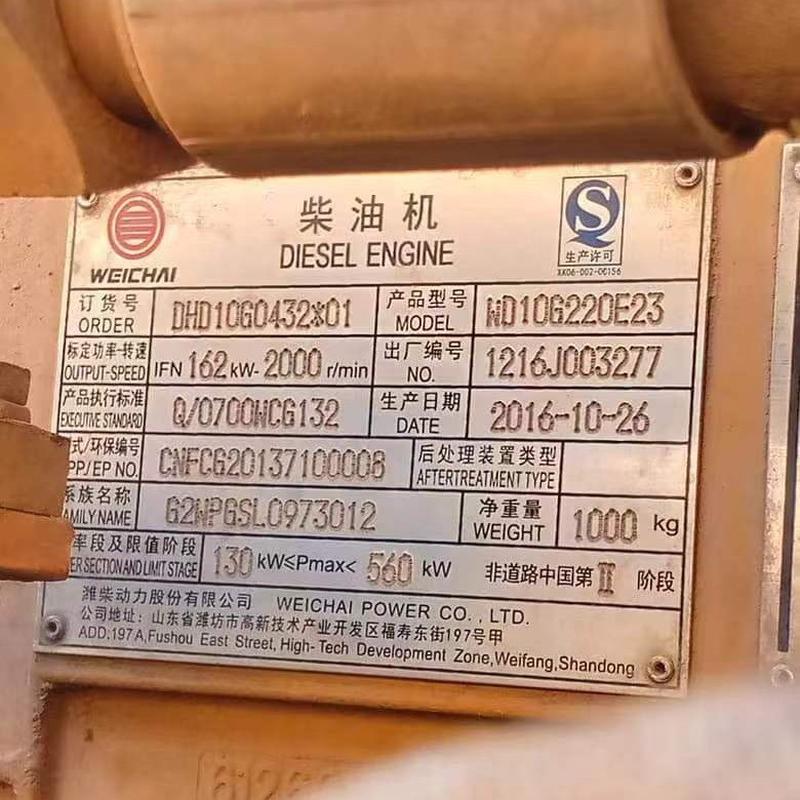 WEICHAI
柴油机
DIESEL ENGINE
S
生产许可
XK06-002-00156
订货号
ORDER
DHD10G0432*01
产品型号
MODEL
WD10G220E23
标定功率-转速
OUTPUT-SPEED
IFN 162 kW- 2000 r/min
出厂编号
NO.
1216J003277
产品执行标准
EXECUTIVE STANDARD
Q/0700WCG132
生产日期
DATE
2016-10-26
式/环保编号
PP/EP NO.
CNFCG20137100008
后处理装置类型
AFTERTREATMENT TYPE
系族名称
AMILY NAME
G2WPGSL0973012
净重量
WEIGHT
1000 kg
率段及限值阶段
ER SECTION AND LIMIT STAGE
130 kW≤Pmax< 560 kW 非道路中国第 II 阶段
潍柴动力股份有限公司 WEICHAI POWER CO., LTD.
公司地址: 山东省潍坊市高新技术产业开发区福寿东街197号甲
ADD:197A,Fushou East Street, High-Tech Development Zone,Weifang,Shandong